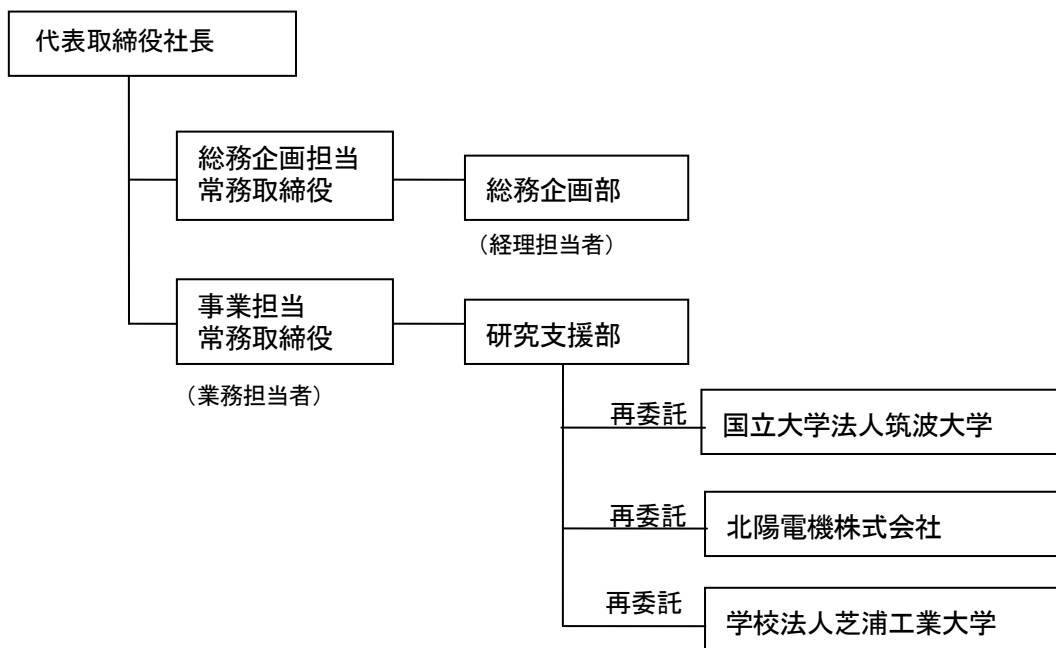 代表取締役社長
総務企画担当
常務取締役
総務企画部
（経理担当者）
事業担当
常務取締役
研究支援部
（業務担当者）
再委託
国立大学法人筑波大学
再委託
北陽電機株式会社
再委託
学校法人芝浦工業大学